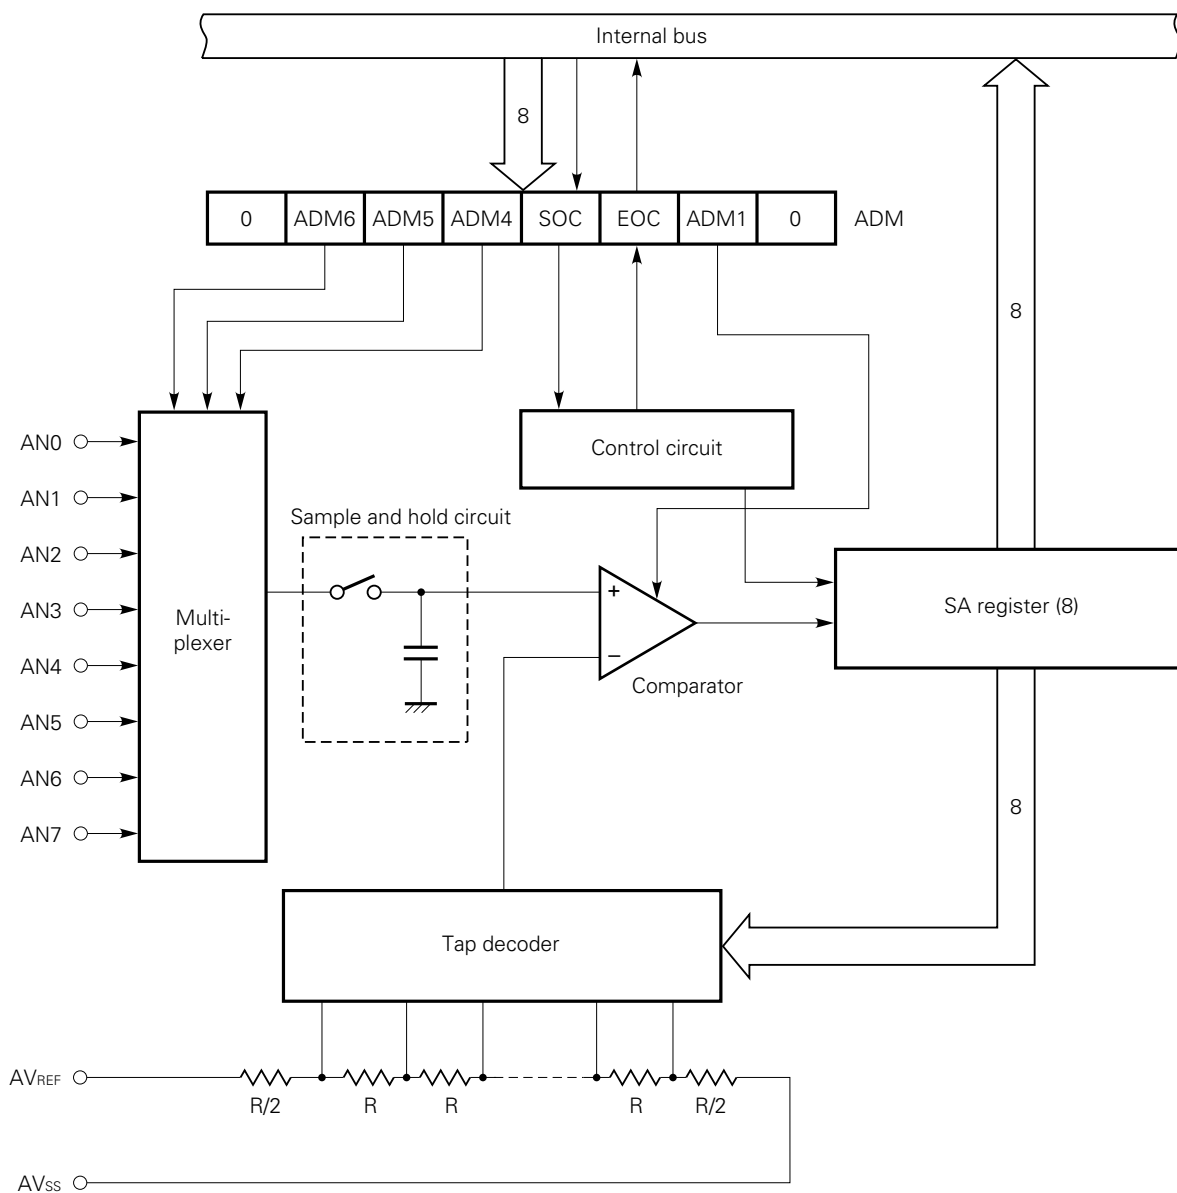 Internal bus
8
0 ADM6 ADM5 ADM4 SOC EOC ADM1 0 ADM
8
AN0
Control circuit
AN1
Sample and hold circuit
AN2
+
AN3
Multi-
plexer
SA register (8)
AN4
−
Comparator
AN5
AN6
AN7
8
Tap decoder
AVREF
R/2 R R R R/2
AVSS